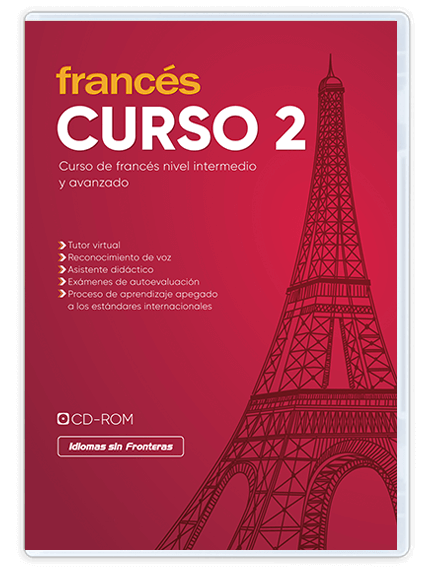 francés
CURSO 2
Curso de francés nivel intermedio
y avanzado
Tutor virtual
Reconocimiento de voz
Asistente didáctico
Exámenes de autoevaluación
Proceso de aprendizaje apegado
a los estándares internacionales
CD-ROM
Idiomas sin Fronteras